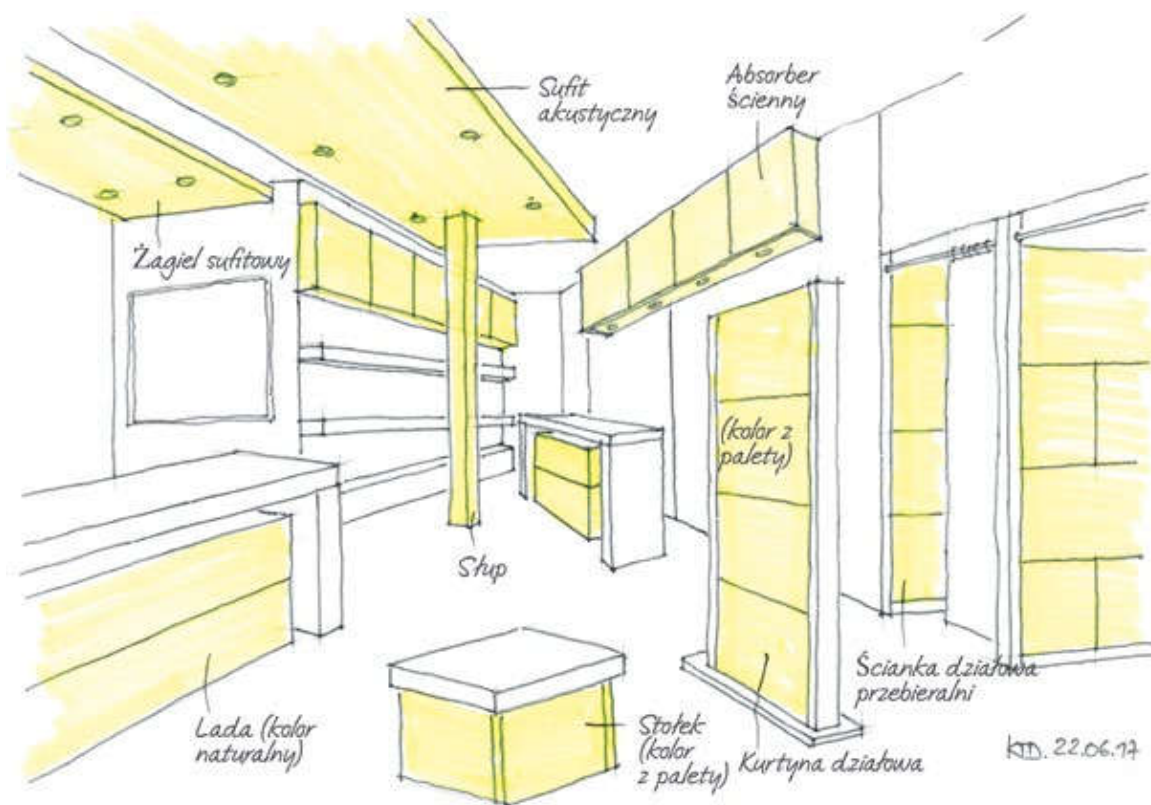 Sufit
akustyczny
Absorber
ścienny
Żagiel sufitowy
(kolor z
palety)
Słup
Ścianka działowa
przebieralni
Lada (kolor
naturalny)
Stołek
(kolor
z palety)
Kurtyna działowa
22.06.17